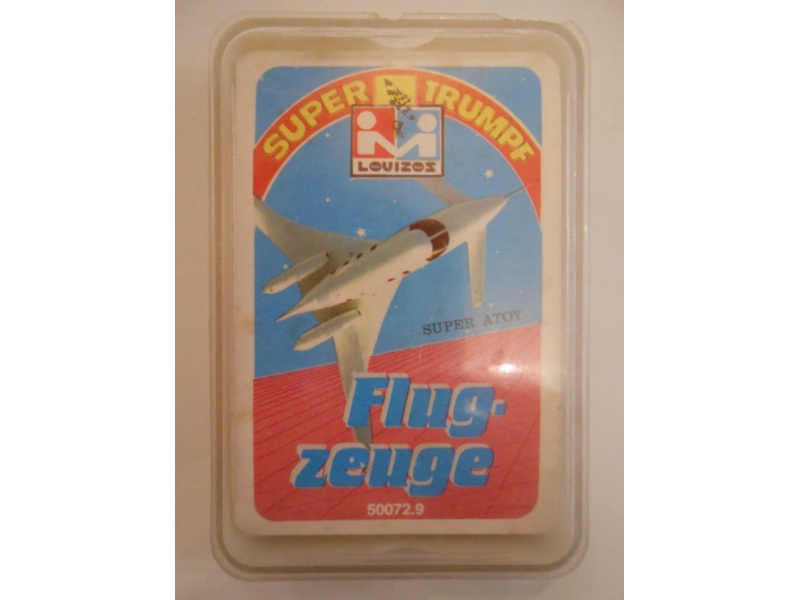 SUPER TRUMPF
LOUIZOS
SUPER ATOY
Flug-
zeuge
50072.9